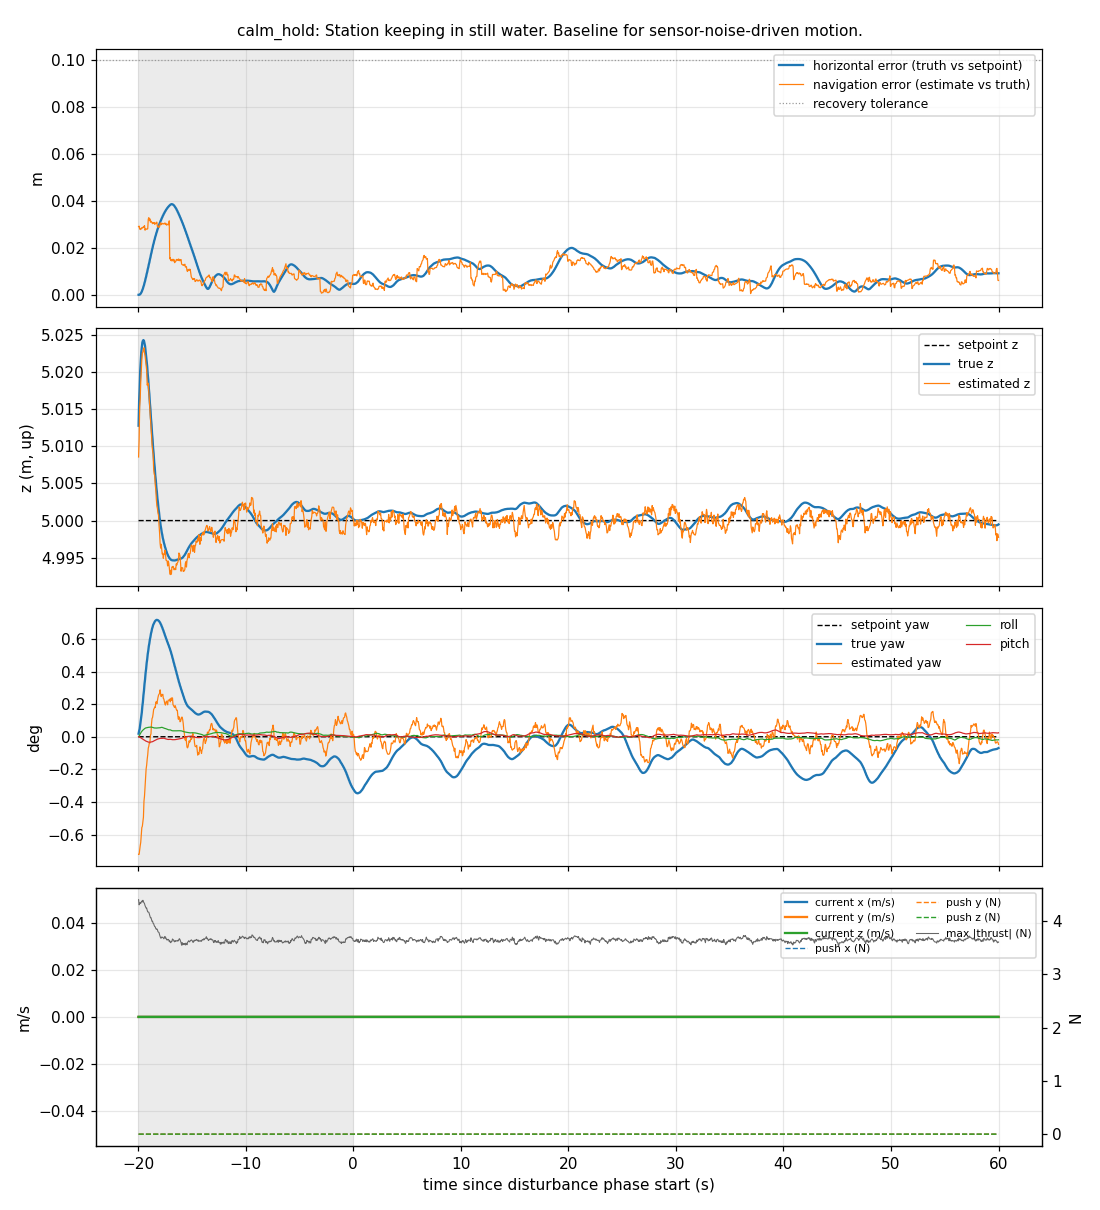 calm_hold: Station keeping in still water. Baseline for sensor-noise-driven motion.
0.10
0.08
0.06
0.04
0.02
0.00
m
horizontal error (truth vs setpoint)
navigation error (estimate vs truth)
recovery tolerance
5.025
5.020
5.015
5.010
5.005
5.000
4.995
z (m, up)
setpoint z
true z
estimated z
0.6
0.4
0.2
0.0
−0.2
−0.4
−0.6
deg
setpoint yaw
true yaw
estimated yaw
roll
pitch
0.04
0.02
0.00
−0.02
−0.04
m/s
current x (m/s)
current y (m/s)
current z (m/s)
push x (N)
push y (N)
push z (N)
max |thrust| (N)
4
3
2
1
0
N
−20 −10 0 10 20 30 40 50 60
time since disturbance phase start (s)